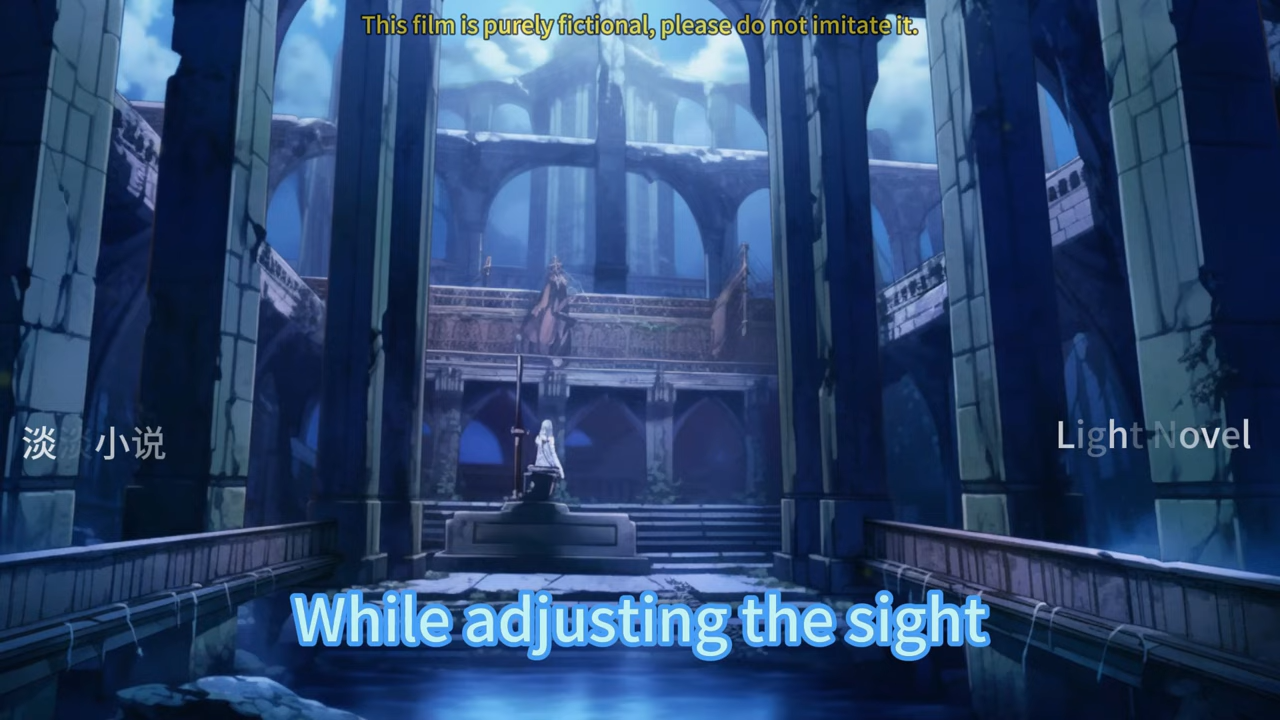 This film is purely fictional, please do not imitate it.
淡淡小说
Light Novel
While adjusting the sight